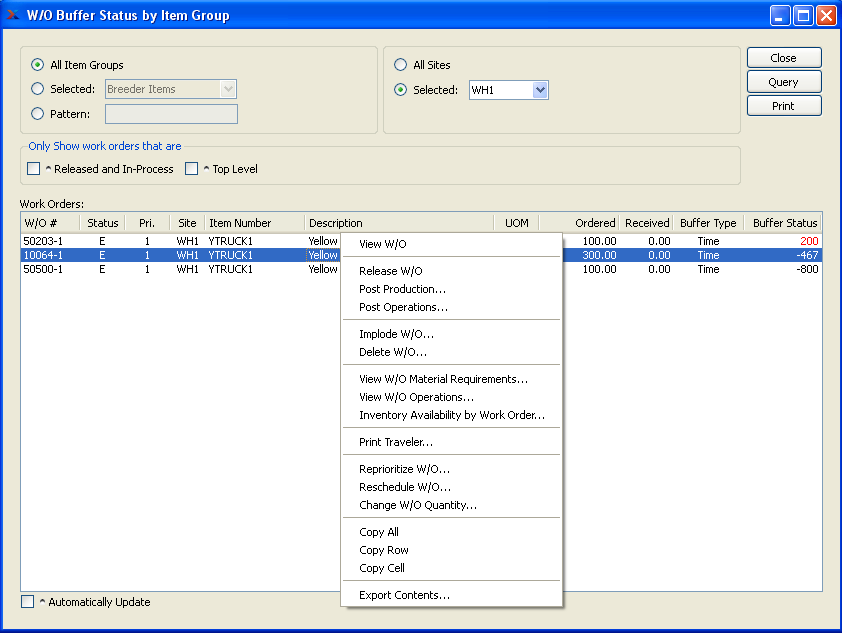 W/O Buffer Status by Item Group
All Item Groups
Selected: Breeder Items
Pattern:
All Sites
Selected: WH1
Close
Query
Print
Only Show work orders that are
^ Released and In-Process ^ Top Level
Work Orders:
W/O # Status Pri. Site Item Number Description UOM Ordered Received Buffer Type Buffer Status
50203-1 E 1 WH1 YTRUCK1 Yellow 100.00 0.00 Time 200
10064-1 E 1 WH1 YTRUCK1 Yellow 300.00 0.00 Time -467
50500-1 E 1 WH1 YTRUCK1 Yellow 100.00 0.00 Time -800
View W/O
Release W/O
Post Production...
Post Operations...
Implode W/O...
Delete W/O...
View W/O Material Requirements...
View W/O Operations...
Inventory Availability by Work Order...
Print Traveler...
Reprioritize W/O...
Reschedule W/O...
Change W/O Quantity...
Copy All
Copy Row
Copy Cell
Export Contents...
^ Automatically Update